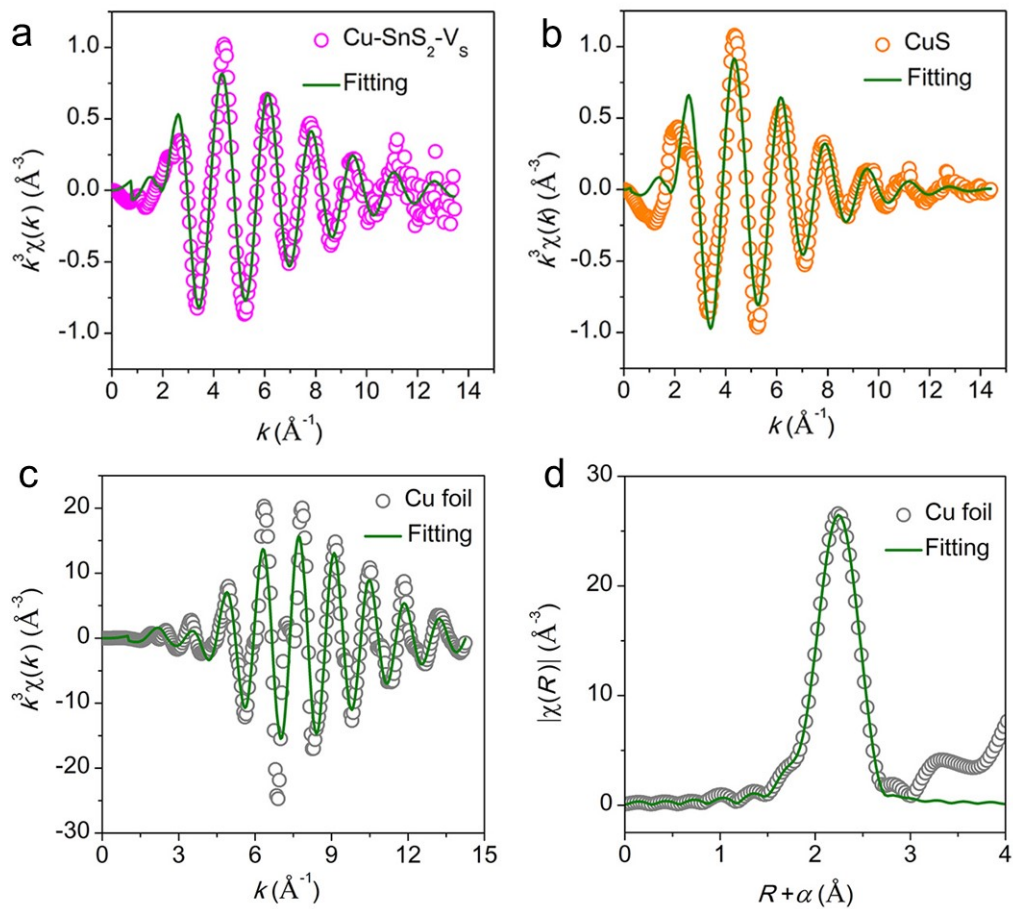 a
1.0
0.5
0.0
-0.5
-1.0
k³χ(k) (Å⁻³)
Cu-SnS₂-Vₛ
Fitting
0 2 4 6 8 10 12 14
k (Å⁻¹)
b
1.0
0.5
0.0
-0.5
-1.0
k³χ(k) (Å⁻³)
CuS
Fitting
0 2 4 6 8 10 12 14
k (Å⁻¹)
c
20
10
0
-10
-20
-30
k³χ(k) (Å⁻³)
Cu foil
Fitting
0 3 6 9 12 15
k (Å⁻¹)
d
30
20
10
0
|χ(R)| (Å⁻³)
Cu foil
Fitting
0 1 2 3 4
R+α (Å)